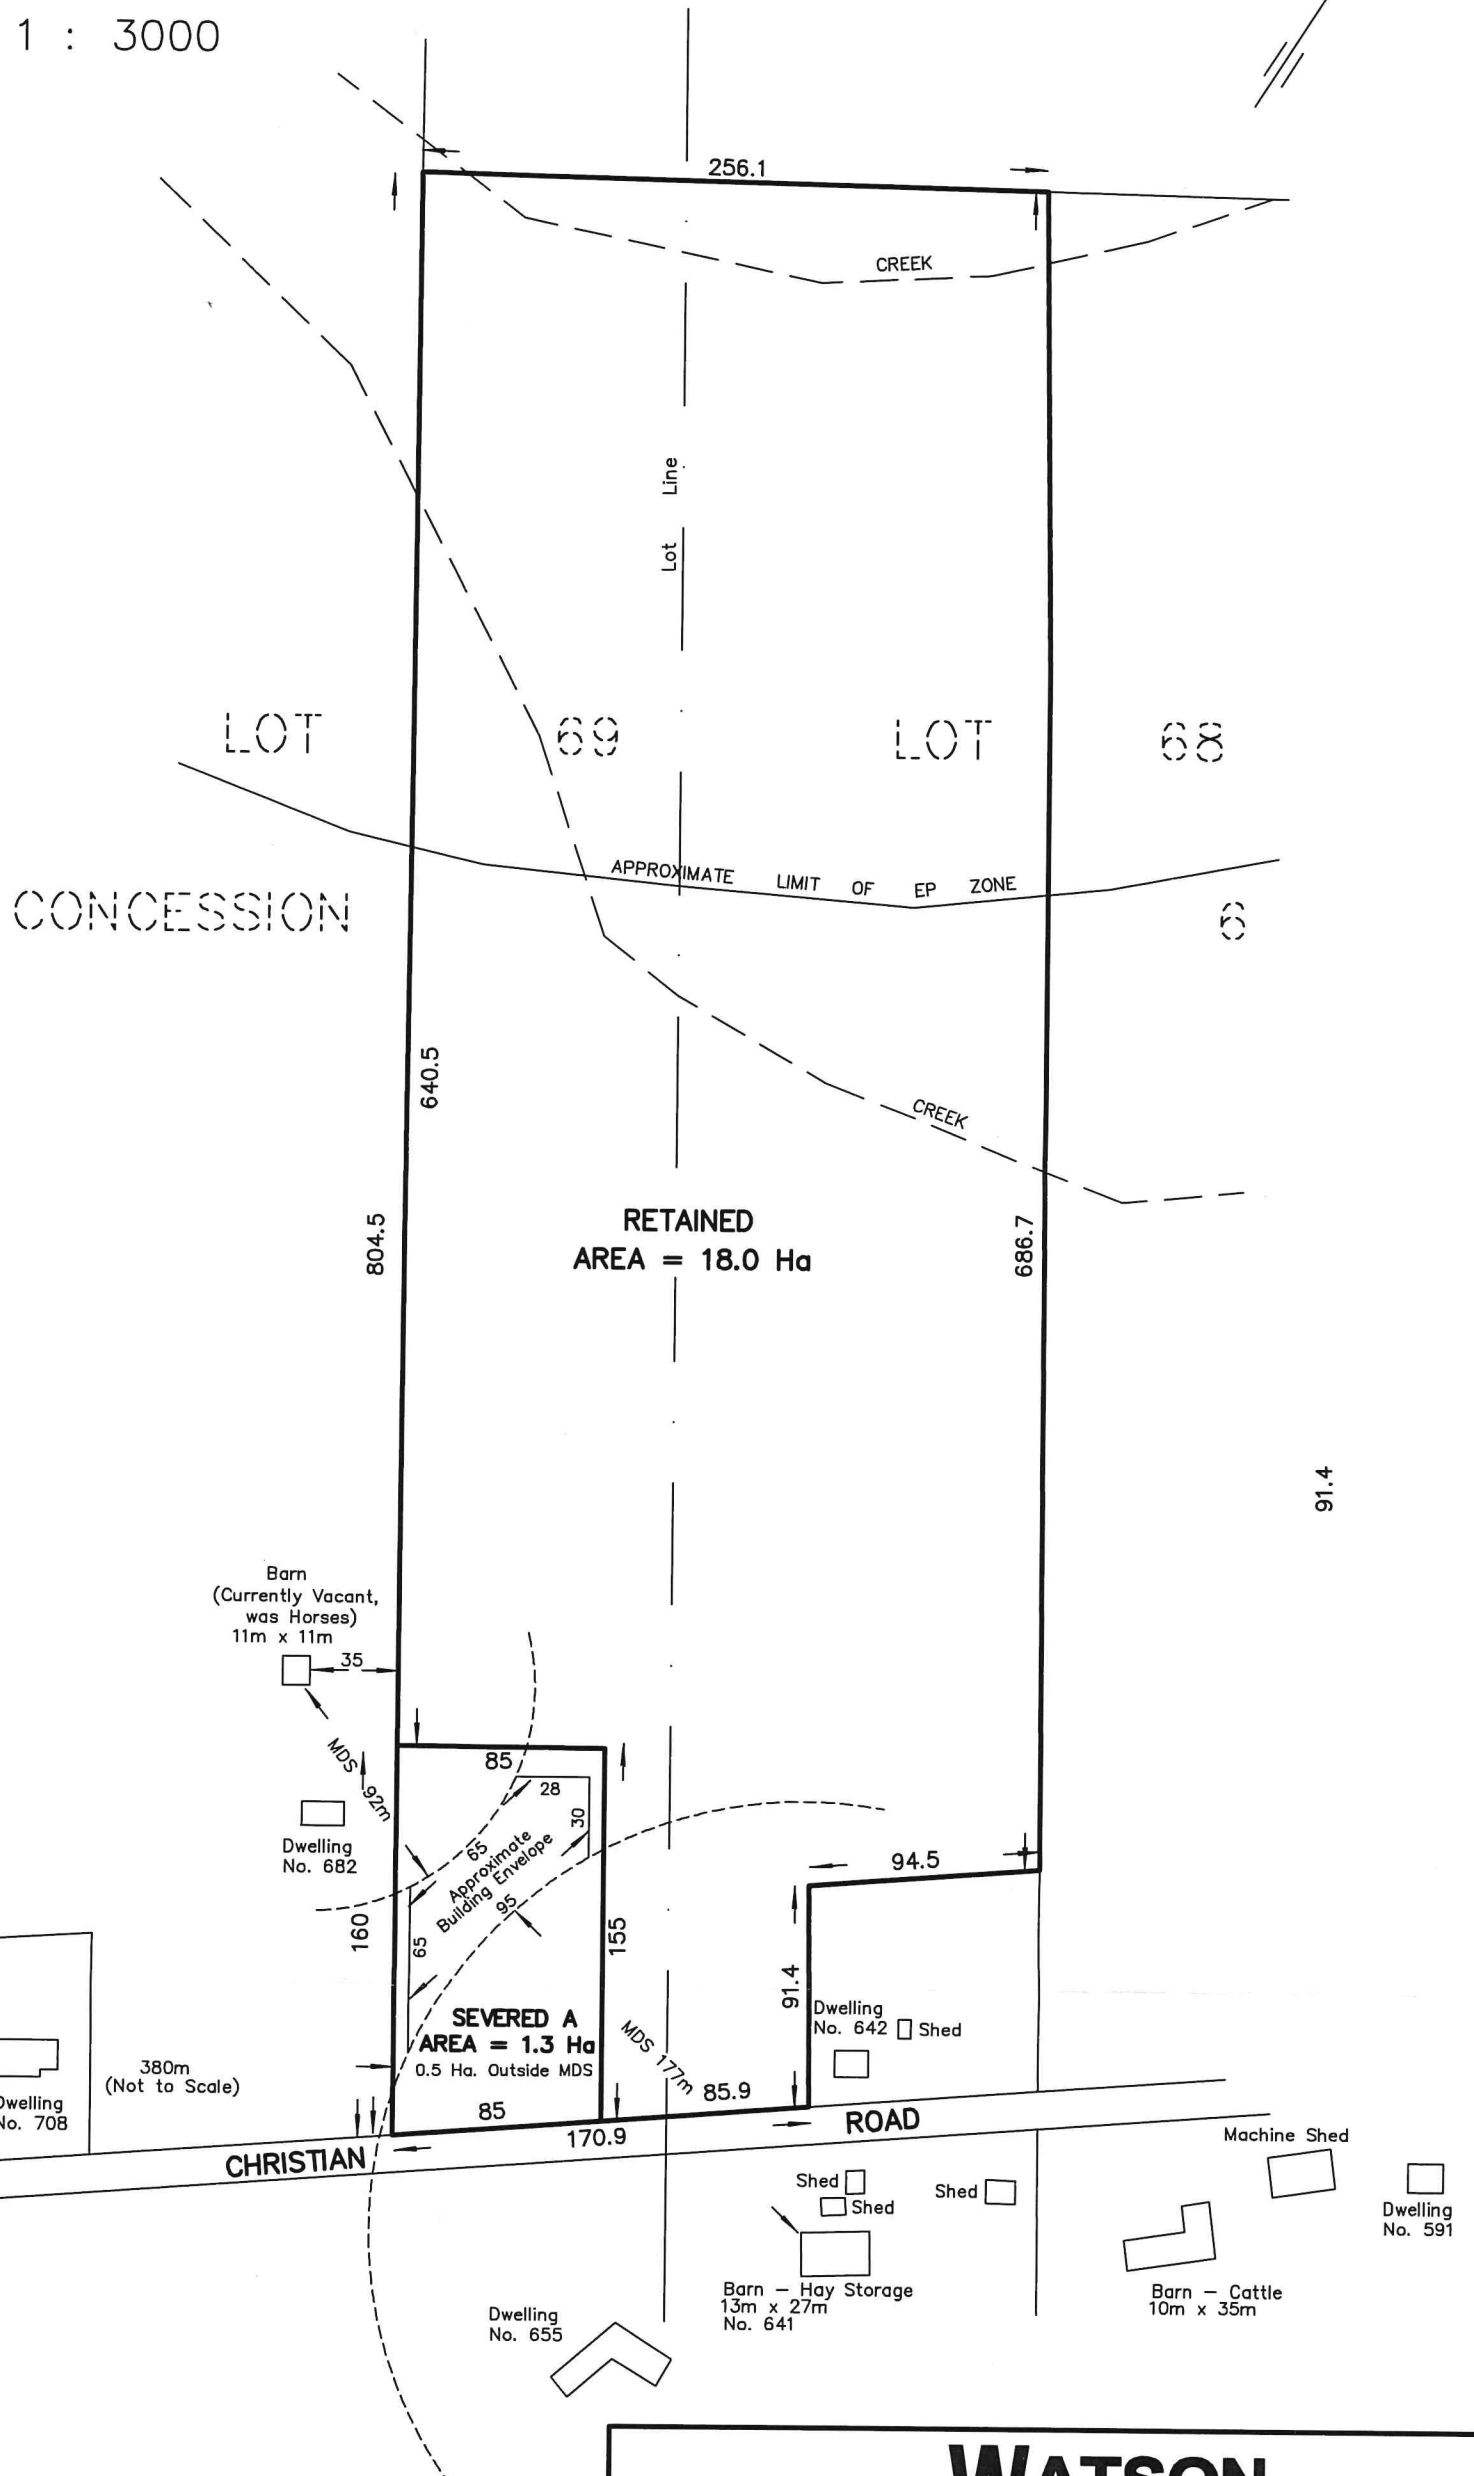 1 : 3000
256.1
CREEK
Lot Line
LOT 69 LOT 68
APPROXIMATE LIMIT OF EP ZONE
CONCESSION 6
640.5
CREEK
804.5
RETAINED
AREA = 18.0 Ha
686.7
91.4
Barn
(Currently Vacant,
was Horses)
11m x 11m
35
MDS 92m
85
28
30
65
Approximate
Building Envelope
95
Dwelling
No. 682
160
65
155
94.5
91.4
Dwelling
No. 642
Shed
SEVERED A
AREA = 1.3 Ha
0.5 Ha. Outside MDS
MDS 177m
380m
(Not to Scale)
Dwelling
No. 708
85
85.9
170.9
CHRISTIAN ROAD
Machine Shed
Shed
Shed
Shed
Dwelling
No. 591
Barn – Hay Storage
13m x 27m
No. 641
Barn – Cattle
10m x 35m
Dwelling
No. 655
WATSON